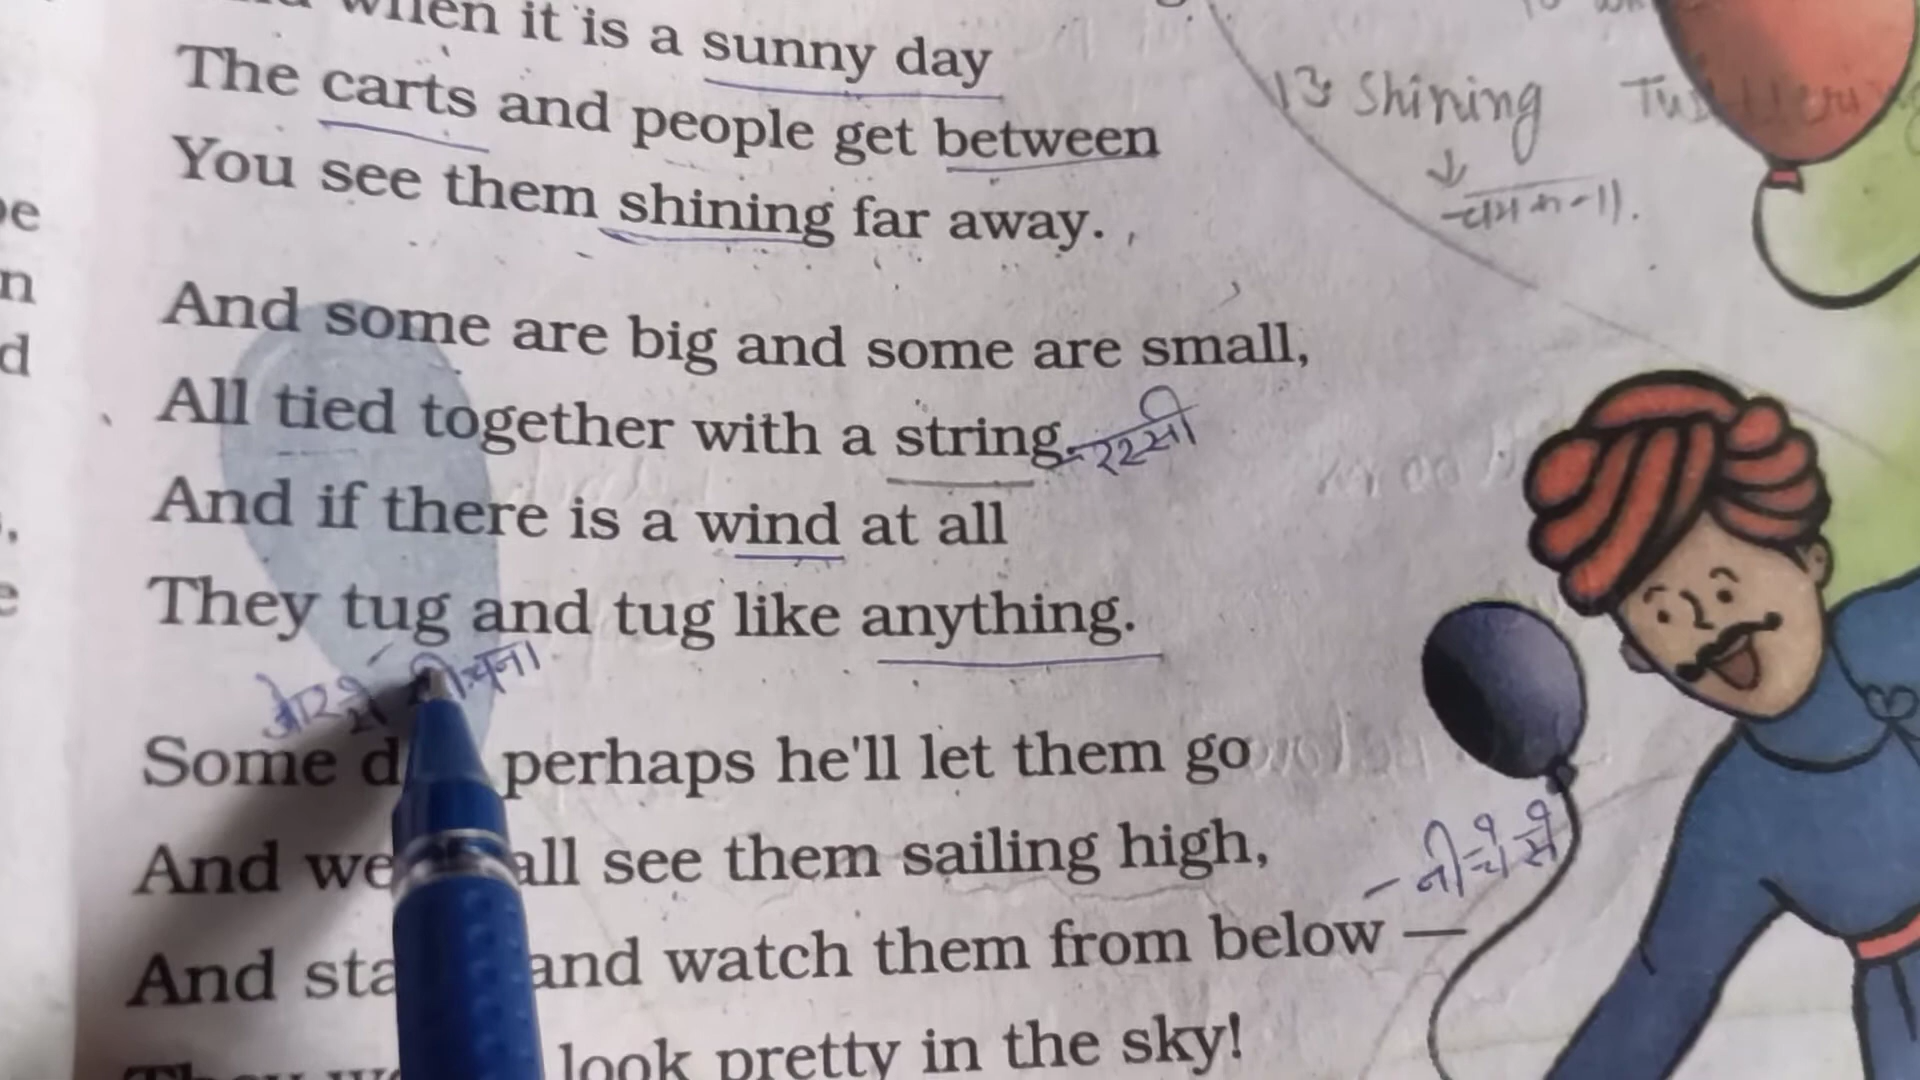 when it is a sunny day
The carts and people get between
You see them shining far away.
13 Shining
चमकना
And some are big and some are small,
All tied together with a string. - रस्सी
And if there is a wind at all
They tug and tug like anything.
जोर से
Some perhaps he'll let them go
And we see them sailing high,
- नीचे से
And and watch them from below —
look pretty in the sky!